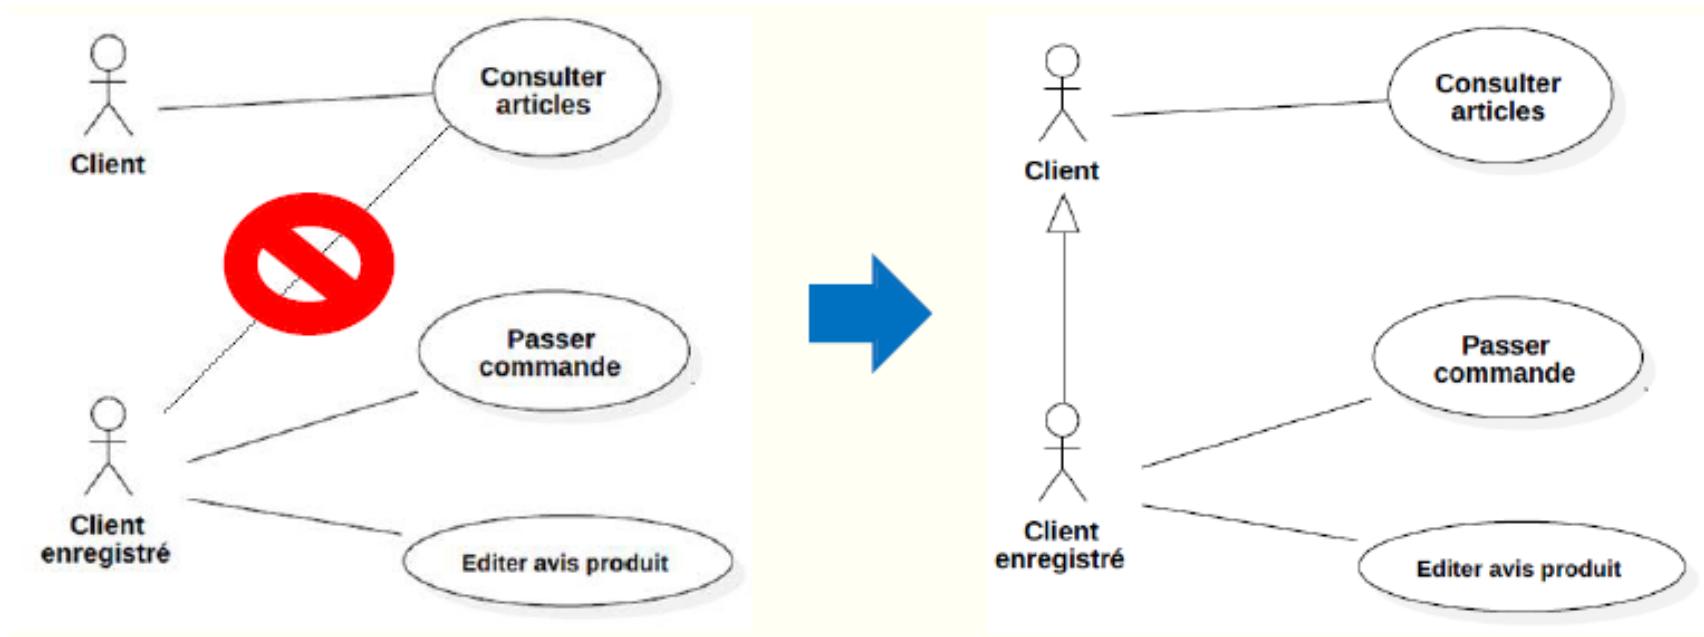 Consulter
articles
Client
Passer
commande
Client
enregistré
Editer avis produit
Consulter
articles
Client
Passer
commande
Client
enregistré
Editer avis produit